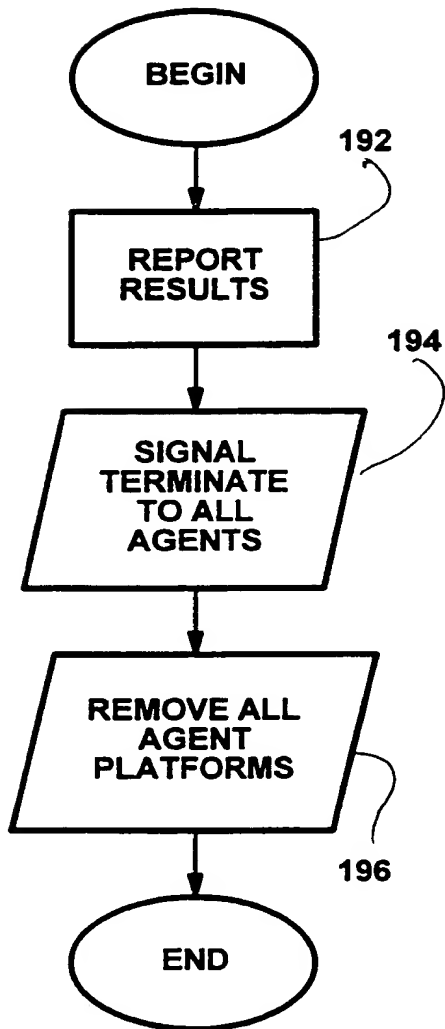 BEGIN
192
REPORT
RESULTS
194
SIGNAL
TERMINATE
TO ALL
AGENTS
REMOVE ALL
AGENT
PLATFORMS
196
END